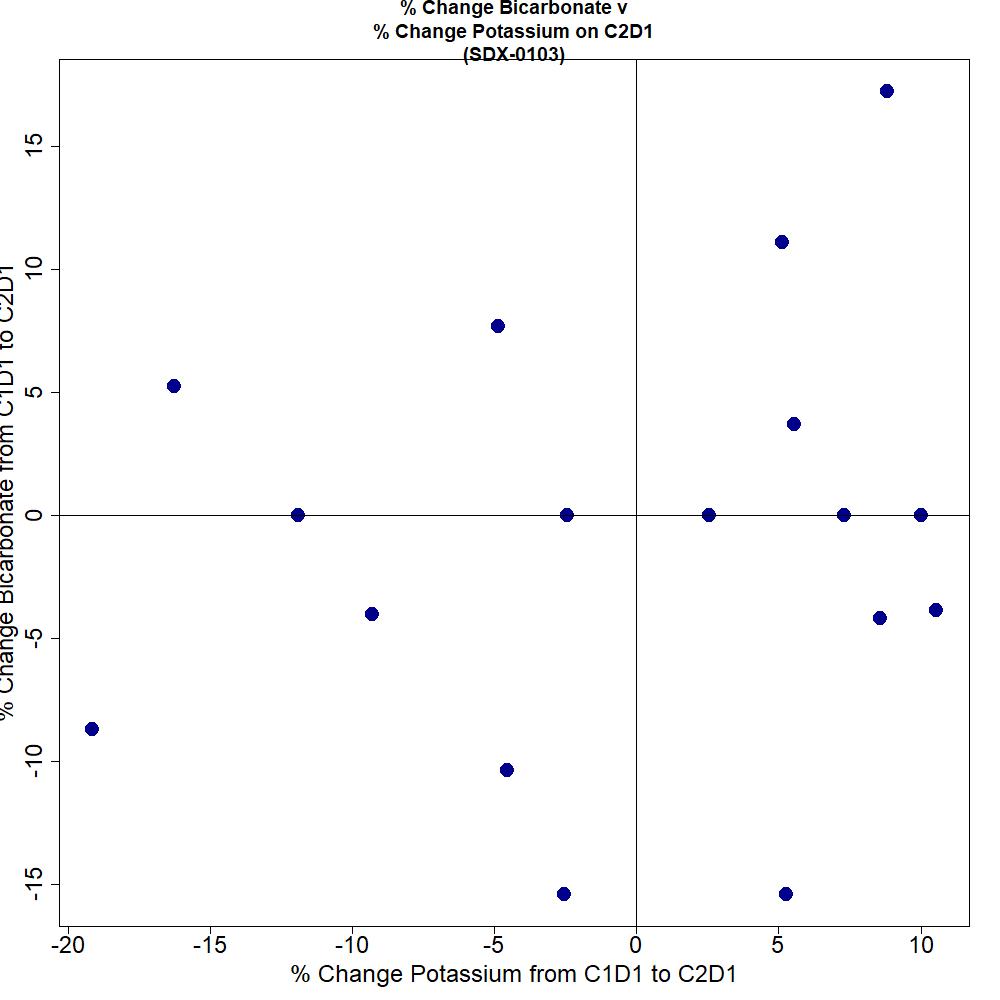 % Change Bicarbonate v
% Change Potassium on C2D1
(SDX-0103)
% Change Bicarbonate from C1D1 to C2D1
15
10
5
0
-5
-10
-15
-20 -15 -10 -5 0 5 10
% Change Potassium from C1D1 to C2D1